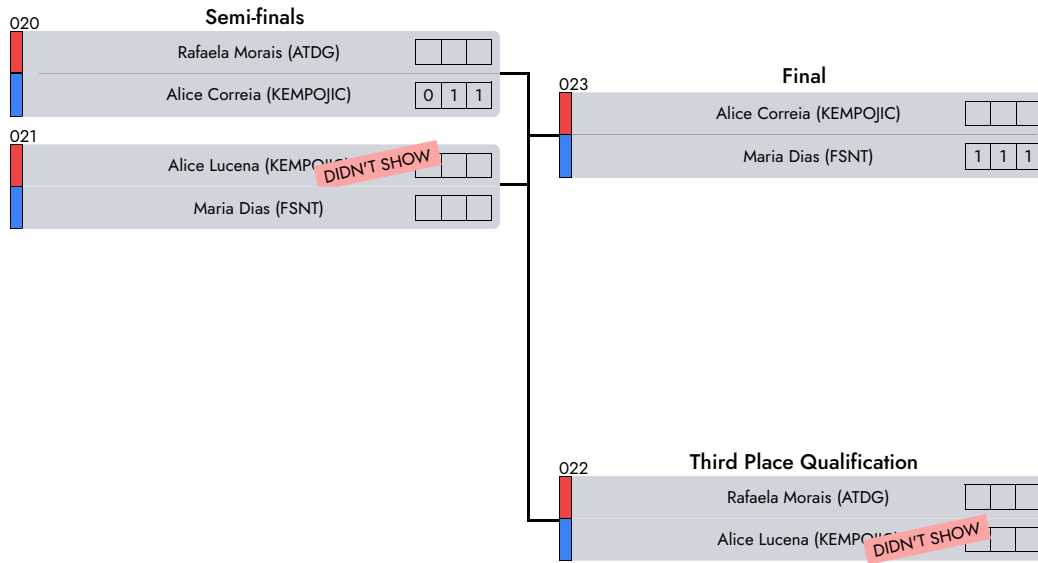 Semi-finals
020
Rafaela Morais (ATDG)
Alice Correia (KEMPOJIC) 0 1 1
021
Alice Lucena DIDN'T SHOW
Maria Dias (FSNT)
Final
023
Alice Correia (KEMPOJIC)
Maria Dias (FSNT) 1 1 1
Third Place Qualification
022
Rafaela Morais (ATDG)
Alice Lucena DIDN'T SHOW